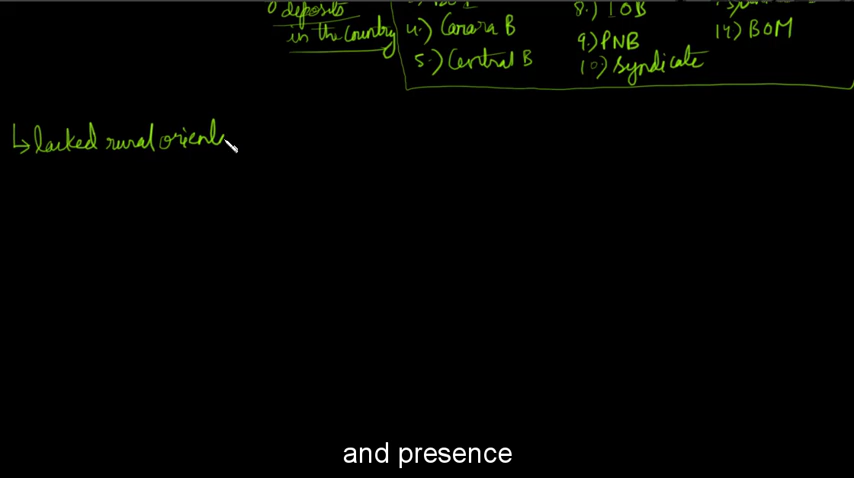 deposits
in the Country
4.) Canara B
5.) Central B
8.) IOB
9.) PNB
10.) Syndicate
14) BOM
↳ lacked rural orient
and presence